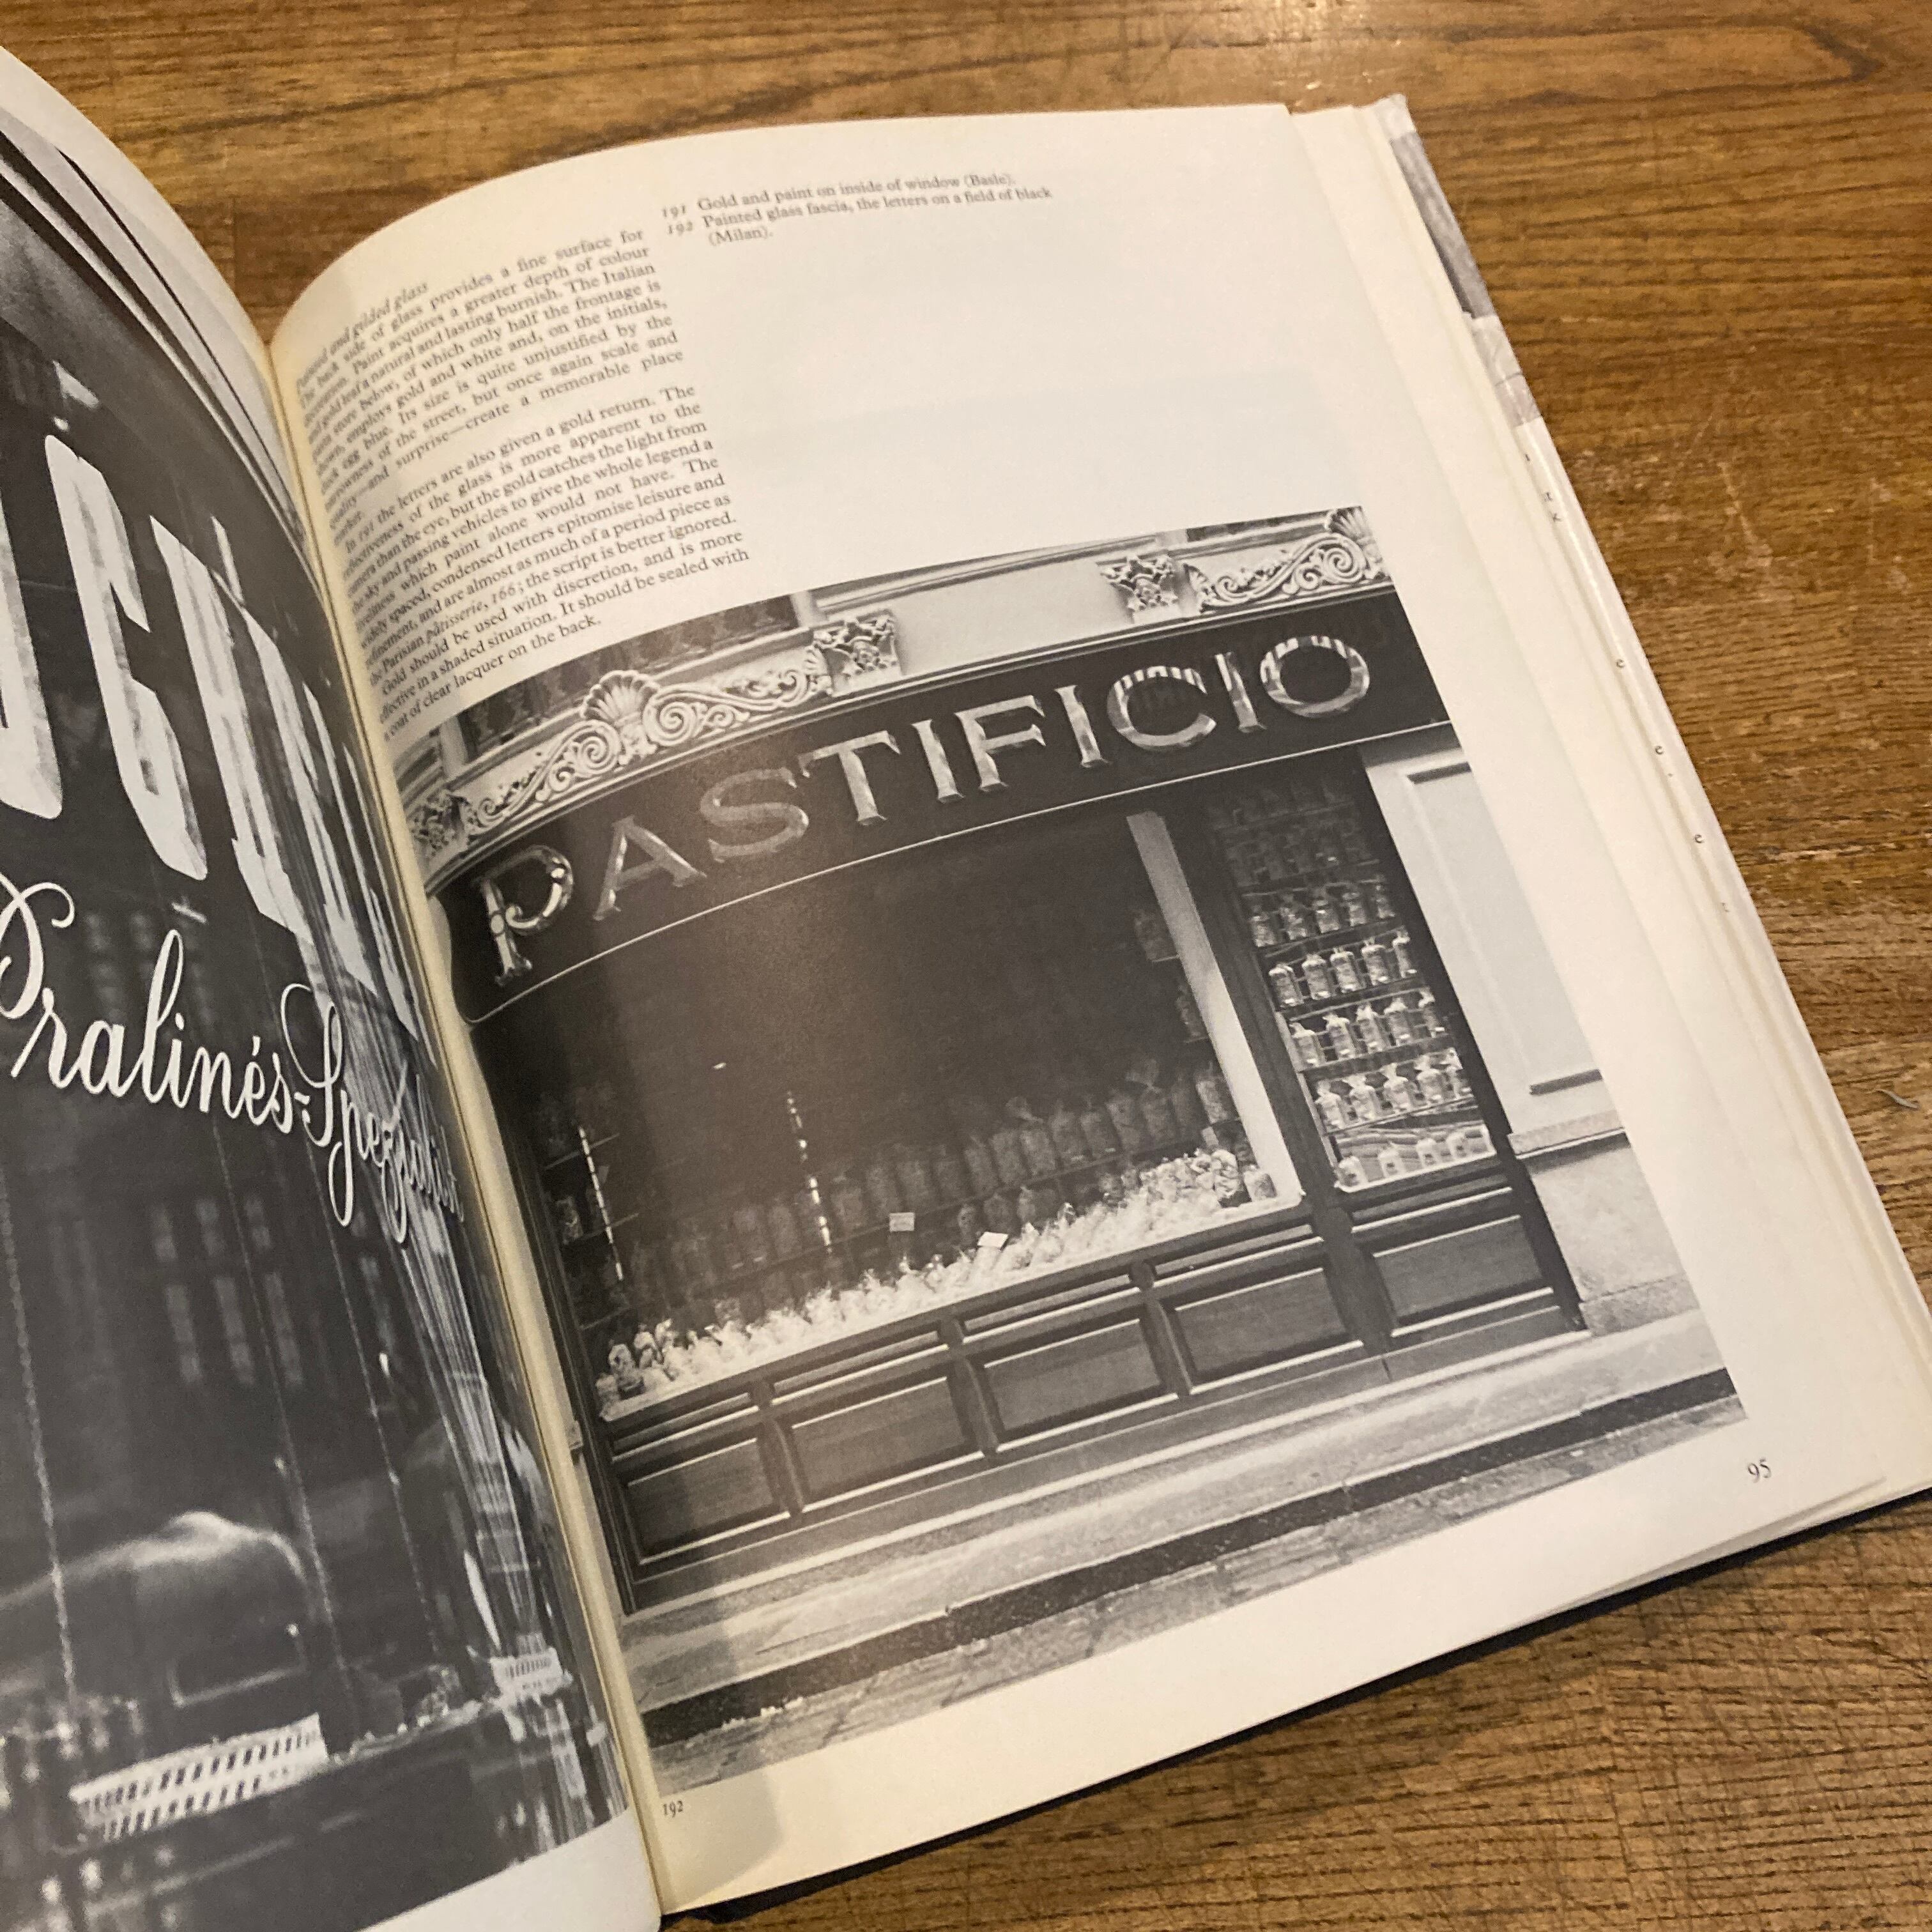 Pralinés-Spezialist
Painted and gilded glass
The back side of glass provides a fine surface for
decoration. Paint acquires a greater depth of colour
and gold leaf a natural and lasting burnish. The Italian
pasta store below, of which only half the frontage is
shown, employs gold and white and, on the initials,
duck egg blue. Its size is quite unjustified by the
narrowness of the street, but once again scale and
quality—and surprise—create a memorable place
marker.
In 191 the letters are also given a gold return. The
reflectiveness of the glass is more apparent to the
camera than the eye, but the gold catches the light from
the sky and passing vehicles to give the whole legend a
liveliness which paint alone would not have. The
widely spaced, condensed letters epitomise leisure and
refinement, and are almost as much of a period piece as
the Parisian pâtisserie, 166; the script is better ignored.
Gold should be used with discretion, and is more
effective in a shaded situation. It should be sealed with
a coat of clear lacquer on the back.
191 Gold and paint on inside of window (Basle).
192 Painted glass fascia, the letters on a field of black
(Milan).
PASTIFICIO
192
95